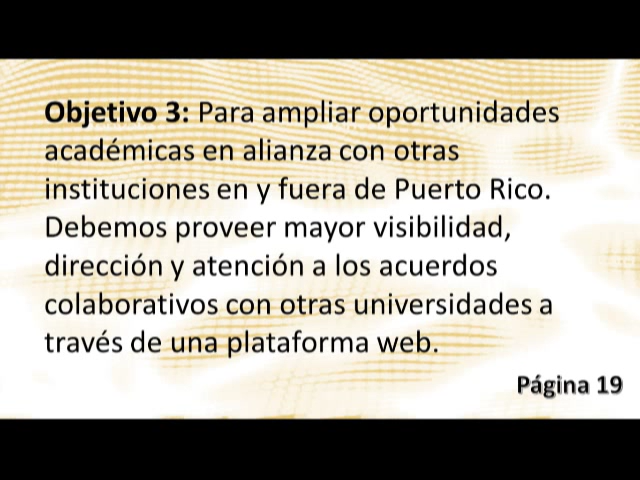 Objetivo 3: Para ampliar oportunidades
académicas en alianza con otras
instituciones en y fuera de Puerto Rico.
Debemos proveer mayor visibilidad,
dirección y atención a los acuerdos
colaborativos con otras universidades a
través de una plataforma web.
Página 19